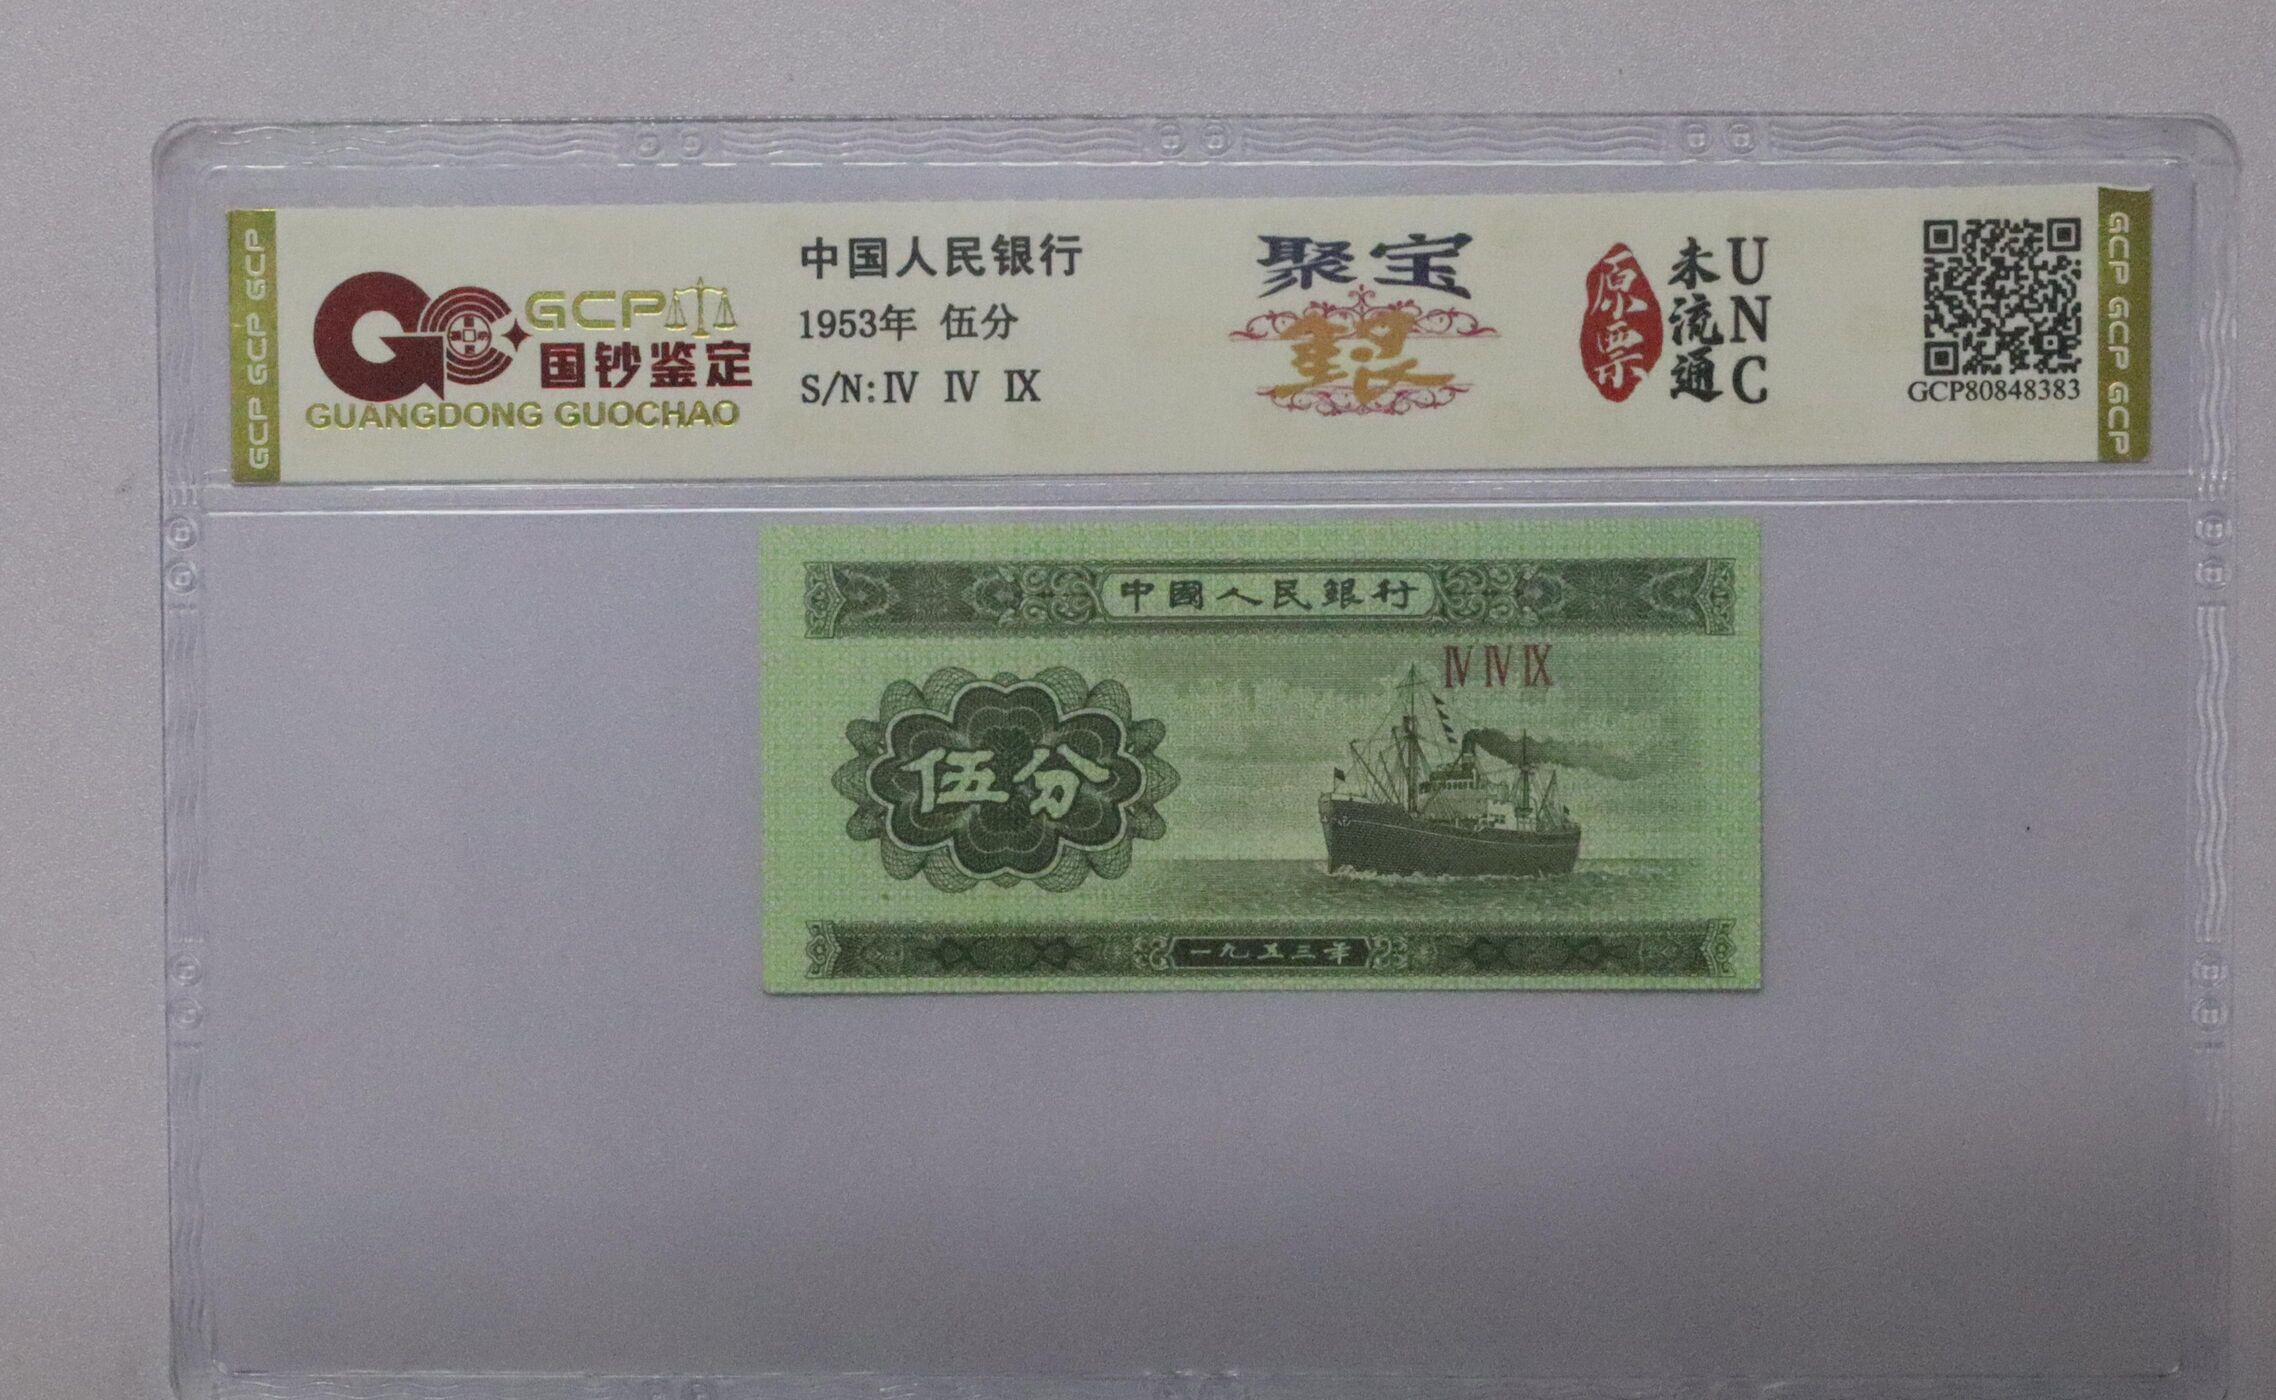 GCP GCP GCP
GCP
国钞鉴定
GUANGDONG GUOCHAO
中国人民银行
1953年 伍分
S/N:Ⅳ Ⅳ Ⅸ
聚宝
原票
未流通
UNC
GCP80848383
GCP GCP GCP
中國人民銀行
Ⅳ Ⅳ Ⅸ
伍分
一九五三年